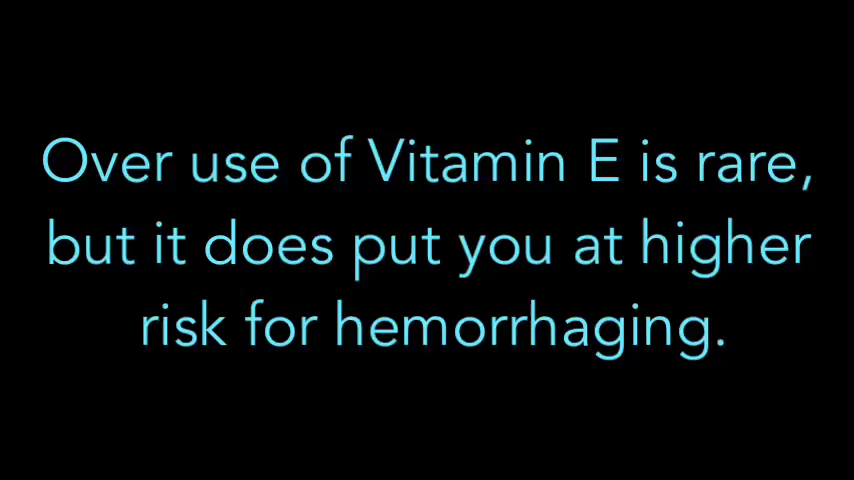 Over use of Vitamin E is rare,
but it does put you at higher
risk for hemorrhaging.